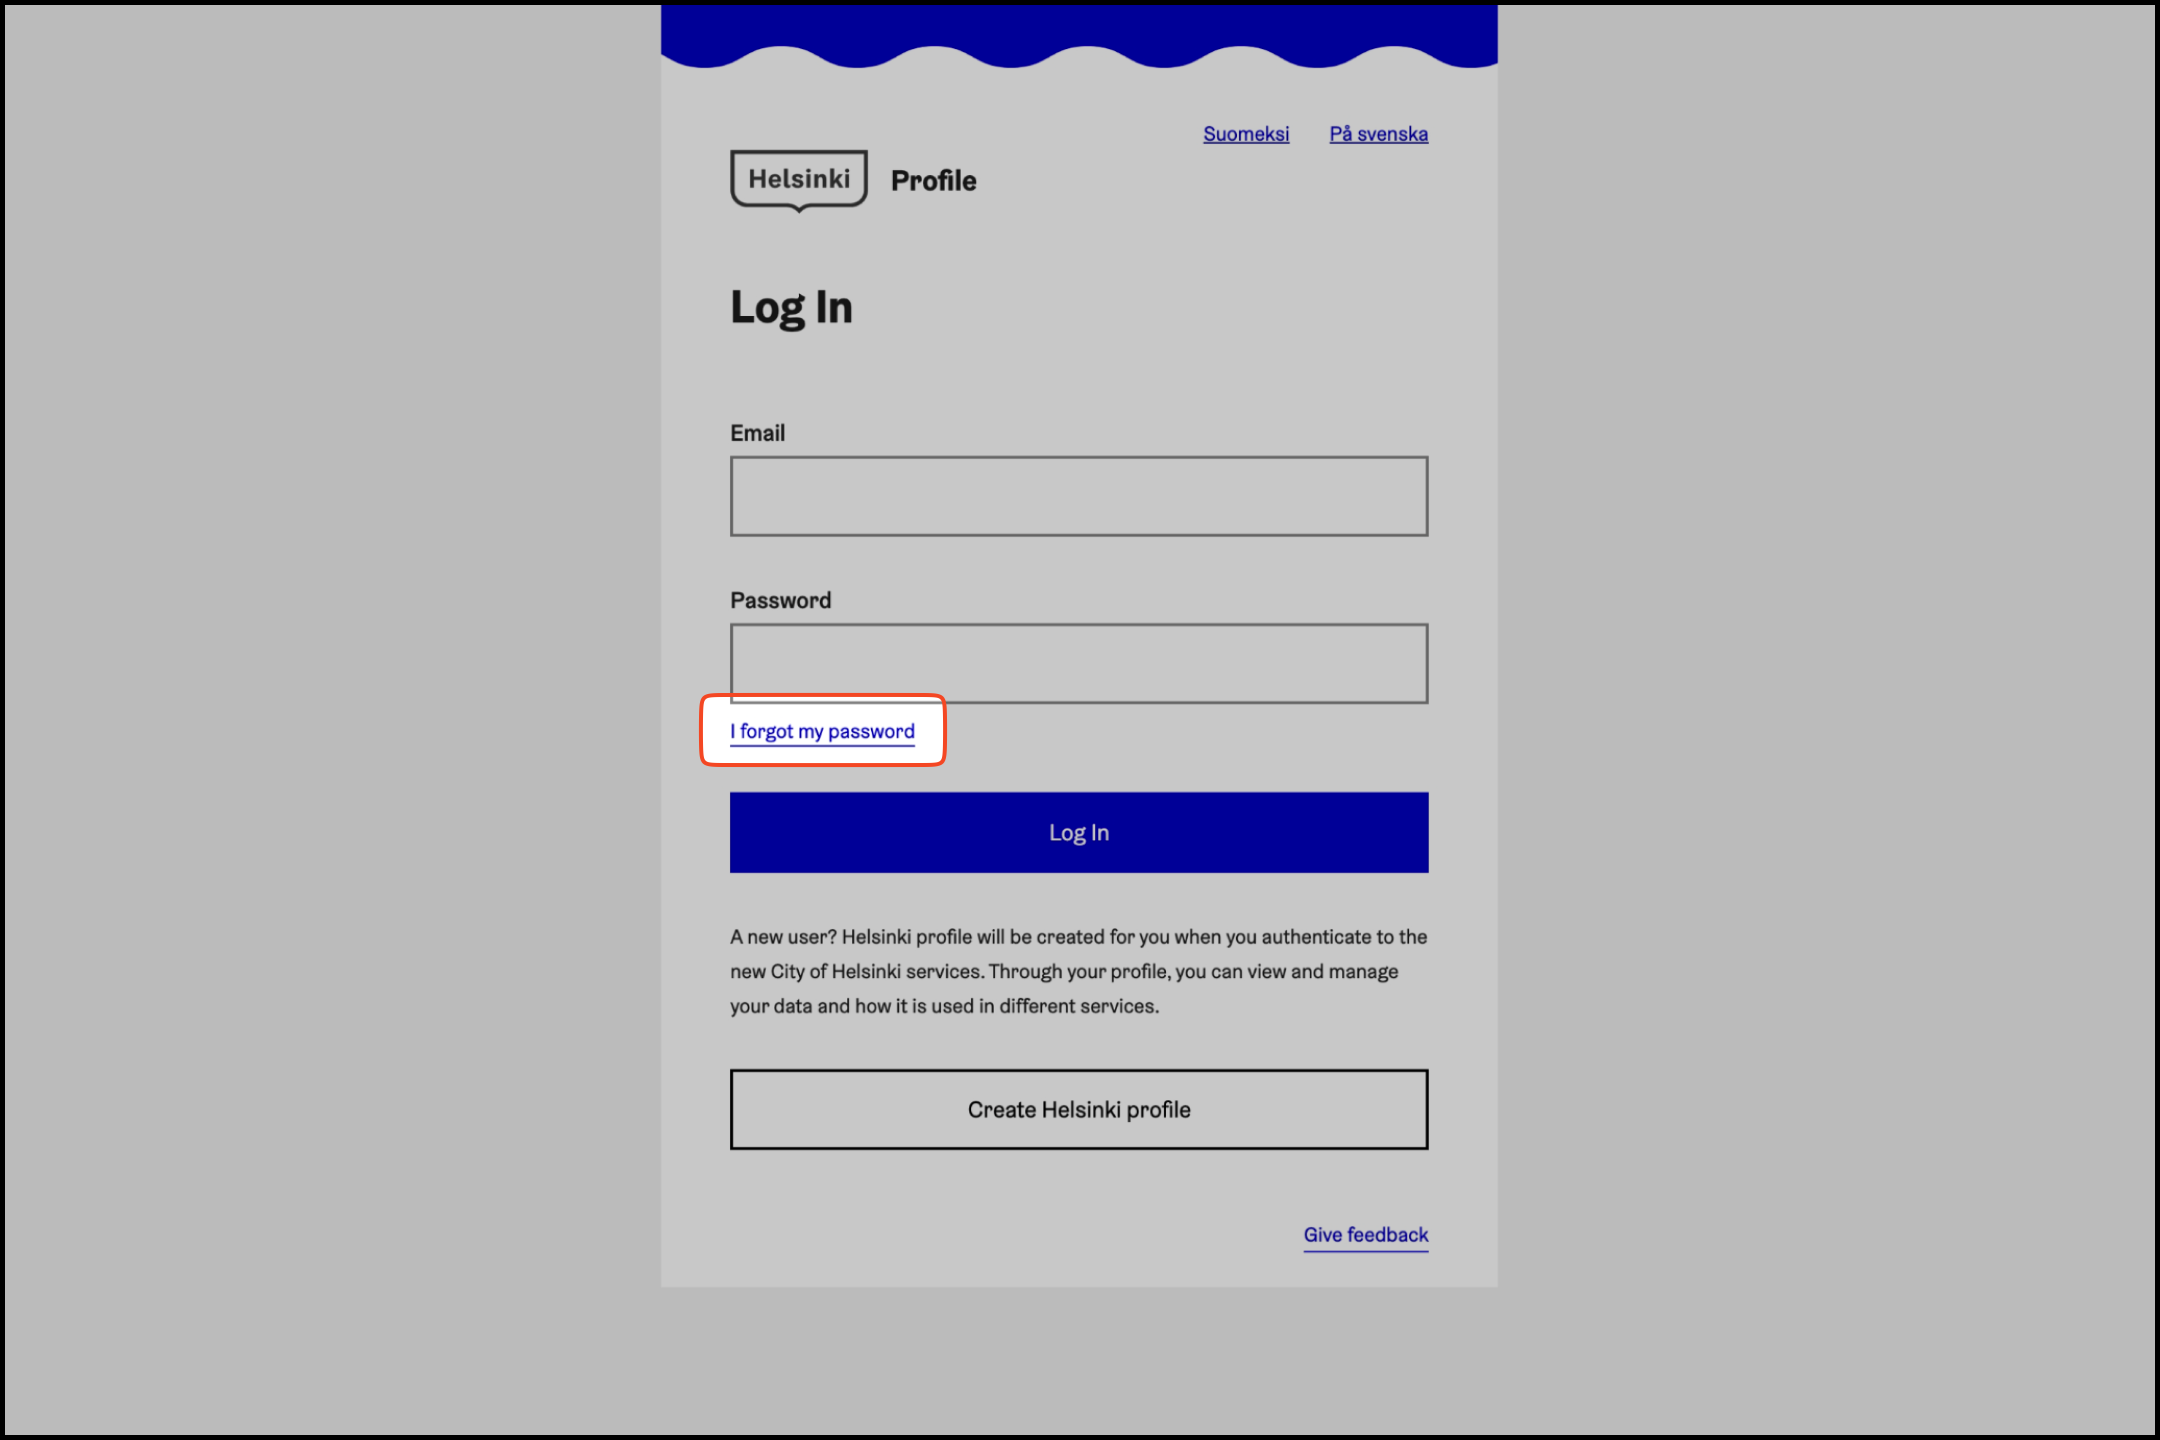 Suomeksi På svenska
Helsinki Profile
Log In
Email
Password
I forgot my password
Log In
A new user? Helsinki profile will be created for you when you authenticate to the
new City of Helsinki services. Through your profile, you can view and manage
your data and how it is used in different services.
Create Helsinki profile
Give feedback